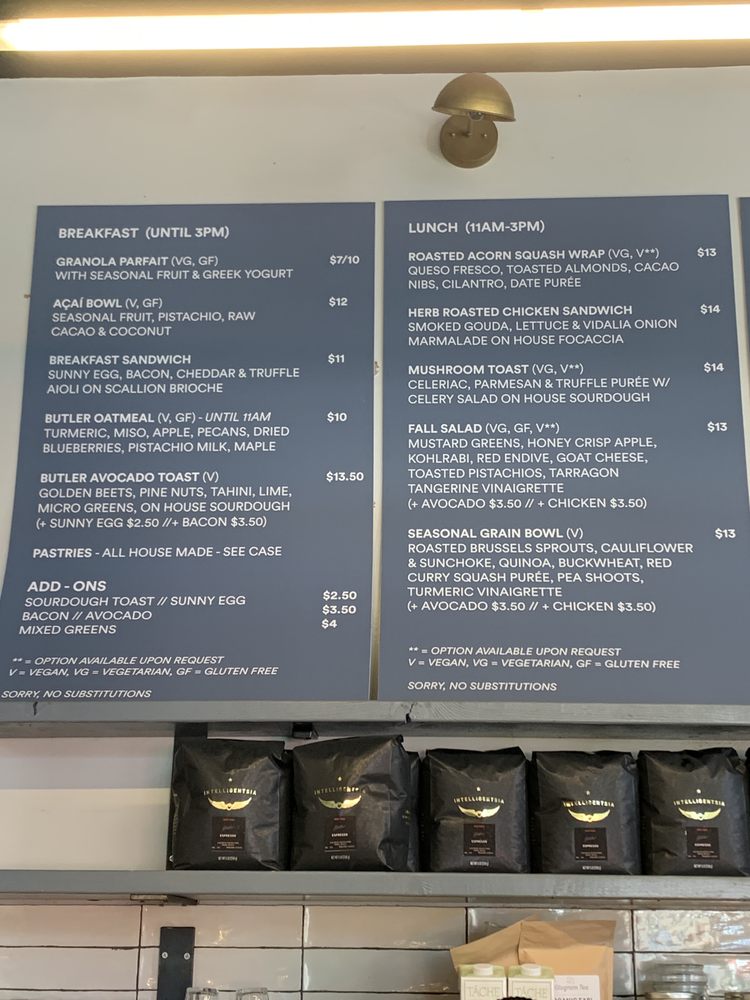 BREAKFAST (UNTIL 3PM)
GRANOLA PARFAIT (VG, GF) $7/10
WITH SEASONAL FRUIT & GREEK YOGURT
AÇAÍ BOWL (V, GF) $12
SEASONAL FRUIT, PISTACHIO, RAW
CACAO & COCONUT
BREAKFAST SANDWICH $11
SUNNY EGG, BACON, CHEDDAR & TRUFFLE
AIOLI ON SCALLION BRIOCHE
BUTLER OATMEAL (V, GF) - UNTIL 11AM $10
TURMERIC, MISO, APPLE, PECANS, DRIED
BLUEBERRIES, PISTACHIO MILK, MAPLE
BUTLER AVOCADO TOAST (V) $13.50
GOLDEN BEETS, PINE NUTS, TAHINI, LIME,
MICRO GREENS, ON HOUSE SOURDOUGH
(+ SUNNY EGG $2.50 //+ BACON $3.50)
PASTRIES - ALL HOUSE MADE - SEE CASE
ADD - ONS
SOURDOUGH TOAST // SUNNY EGG $2.50
BACON // AVOCADO $3.50
MIXED GREENS $4
** = OPTION AVAILABLE UPON REQUEST
V = VEGAN, VG = VEGETARIAN, GF = GLUTEN FREE
SORRY, NO SUBSTITUTIONS
LUNCH (11AM-3PM)
ROASTED ACORN SQUASH WRAP (VG, V**) $13
QUESO FRESCO, TOASTED ALMONDS, CACAO
NIBS, CILANTRO, DATE PURÉE
HERB ROASTED CHICKEN SANDWICH $14
SMOKED GOUDA, LETTUCE & VIDALIA ONION
MARMALADE ON HOUSE FOCACCIA
MUSHROOM TOAST (VG, V**) $14
CELERIAC, PARMESAN & TRUFFLE PURÉE W/
CELERY SALAD ON HOUSE SOURDOUGH
FALL SALAD (VG, GF, V**) $13
MUSTARD GREENS, HONEY CRISP APPLE,
KOHLRABI, RED ENDIVE, GOAT CHEESE,
TOASTED PISTACHIOS, TARRAGON
TANGERINE VINAIGRETTE
(+ AVOCADO $3.50 // + CHICKEN $3.50)
SEASONAL GRAIN BOWL (V) $13
ROASTED BRUSSELS SPROUTS, CAULIFLOWER
& SUNCHOKE, QUINOA, BUCKWHEAT, RED
CURRY SQUASH PURÉE, PEA SHOOTS,
TURMERIC VINAIGRETTE
(+ AVOCADO $3.50 // + CHICKEN $3.50)
** = OPTION AVAILABLE UPON REQUEST
V = VEGAN, VG = VEGETARIAN, GF = GLUTEN FREE
SORRY, NO SUBSTITUTIONS
INTELLIGENTSIA
ESPRESSO
INTELLIGENTSIA
ESPRESSO
INTELLIGENTSIA
ESPRESSO
INTELLIGENTSIA
ESPRESSO
INTELLIGENTSIA
ESPRESSO
TÁCHE
TÁCHE